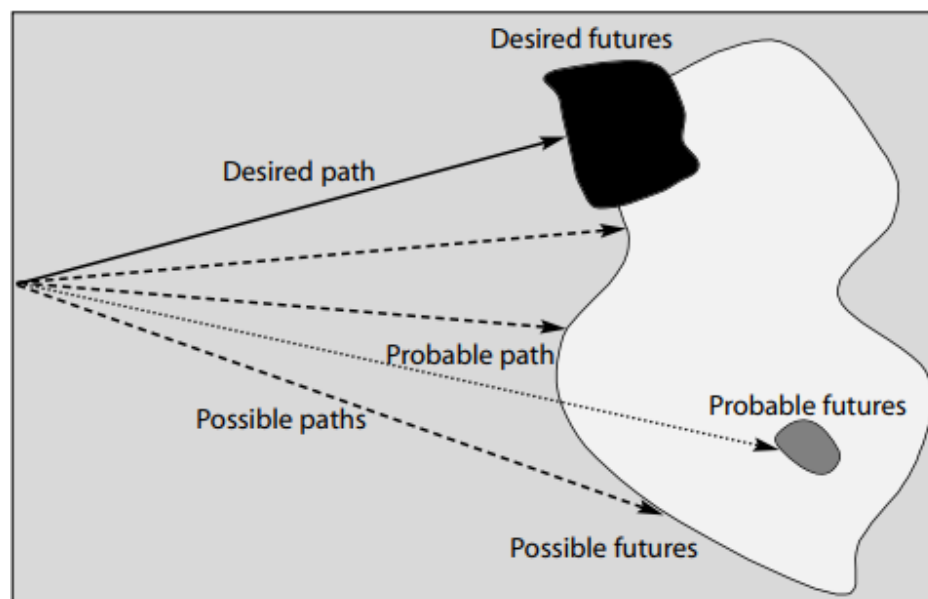 Desired futures
Desired path
Probable path
Probable futures
Possible paths
Possible futures